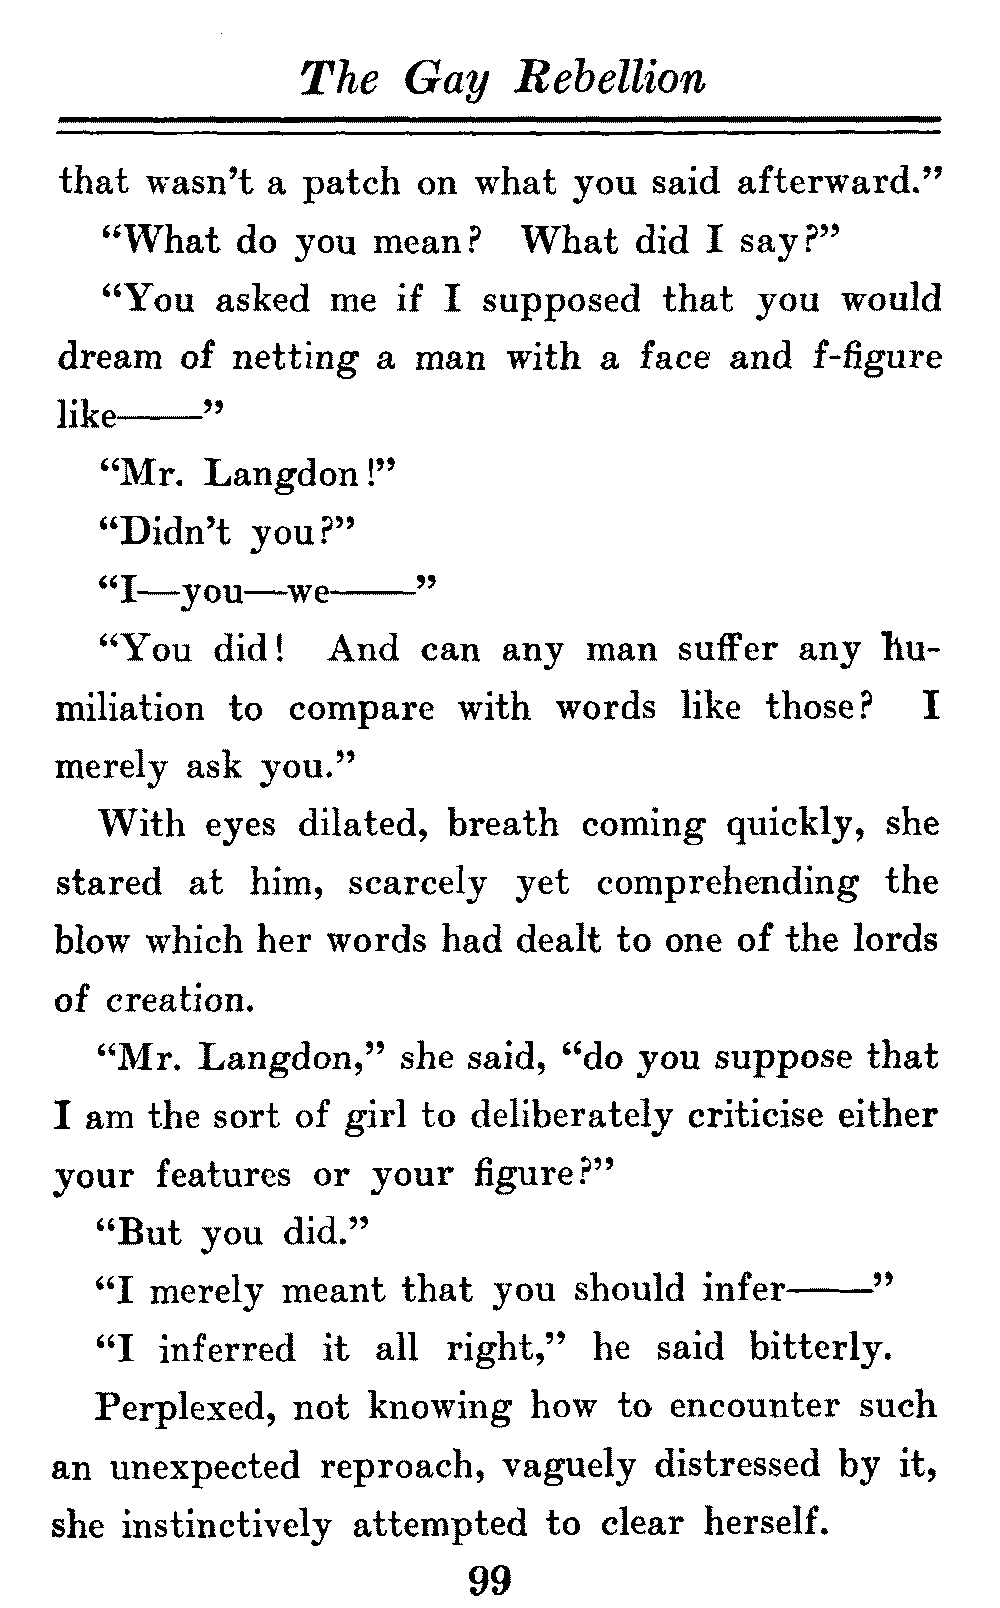 The Gay Rebellion
that wasn't a patch on what you said afterward."
"What do you mean? What did I say?"
"You asked me if I supposed that you would
dream of netting a man with a face and f-figure
like——"
"Mr. Langdon!"
"Didn't you?"
"I—you—we——"
"You did! And can any man suffer any hu-
miliation to compare with words like those? I
merely ask you."
With eyes dilated, breath coming quickly, she
stared at him, scarcely yet comprehending the
blow which her words had dealt to one of the lords
of creation.
"Mr. Langdon," she said, "do you suppose that
I am the sort of girl to deliberately criticise either
your features or your figure?"
"But you did."
"I merely meant that you should infer——"
"I inferred it all right," he said bitterly.
Perplexed, not knowing how to encounter such
an unexpected reproach, vaguely distressed by it,
she instinctively attempted to clear herself.
99